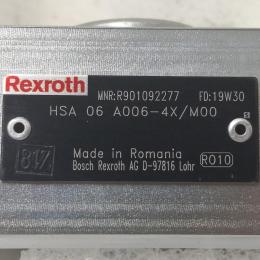 Rexroth MNR:R901092277 FD:19W30
HSA 06 A006-4X/M00
817 Made in Romania
Bosch Rexroth AG D-97816 Lohr R010